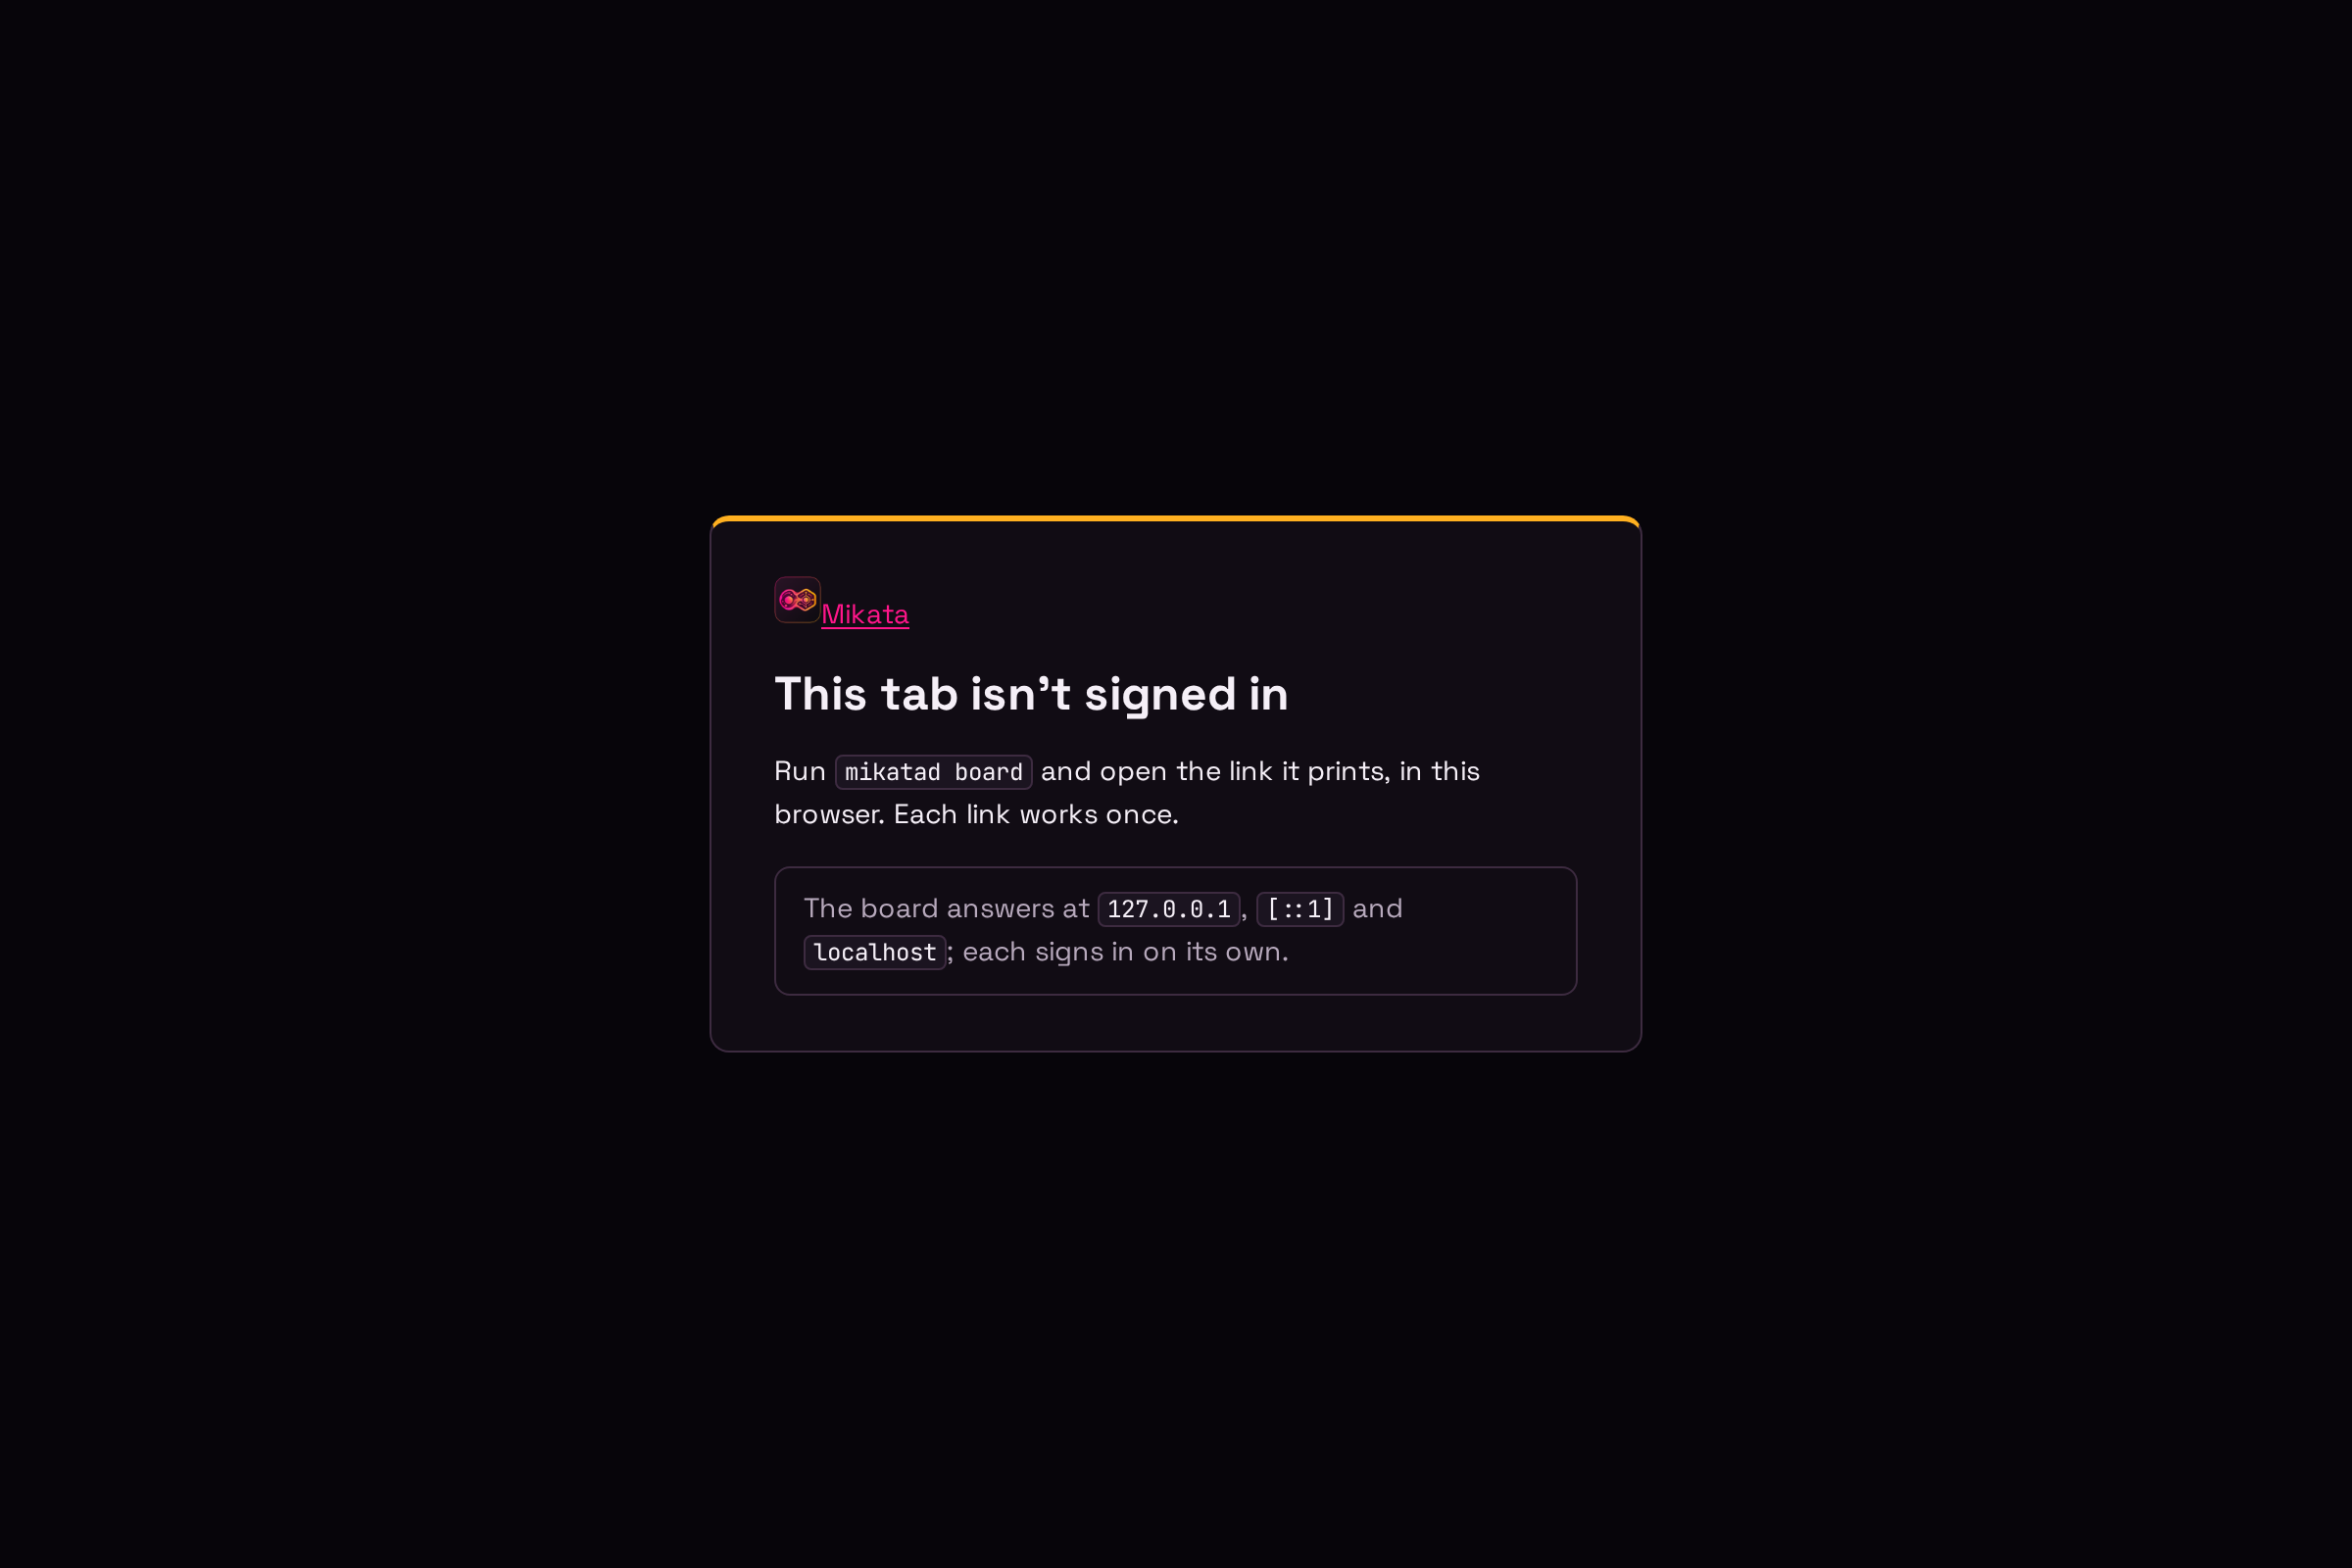 Mikata
This tab isn’t signed in
Run mikatad board and open the link it prints, in this
browser. Each link works once.
The board answers at 127.0.0.1, [::1] and
localhost; each signs in on its own.